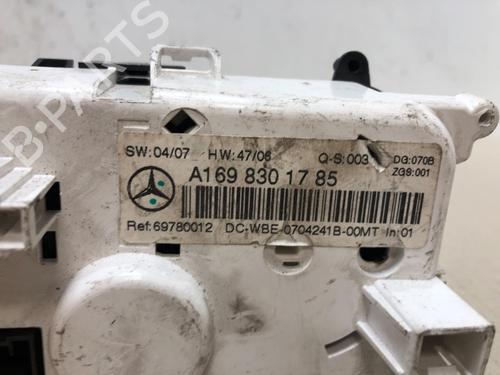 SW:04/07 HW:47/06 Q-S:003 DG:070B
ZGS:001
A169 830 17 85
Ref:69780012 DC-WBE-0704241B-00MT In:01
B-PARTS